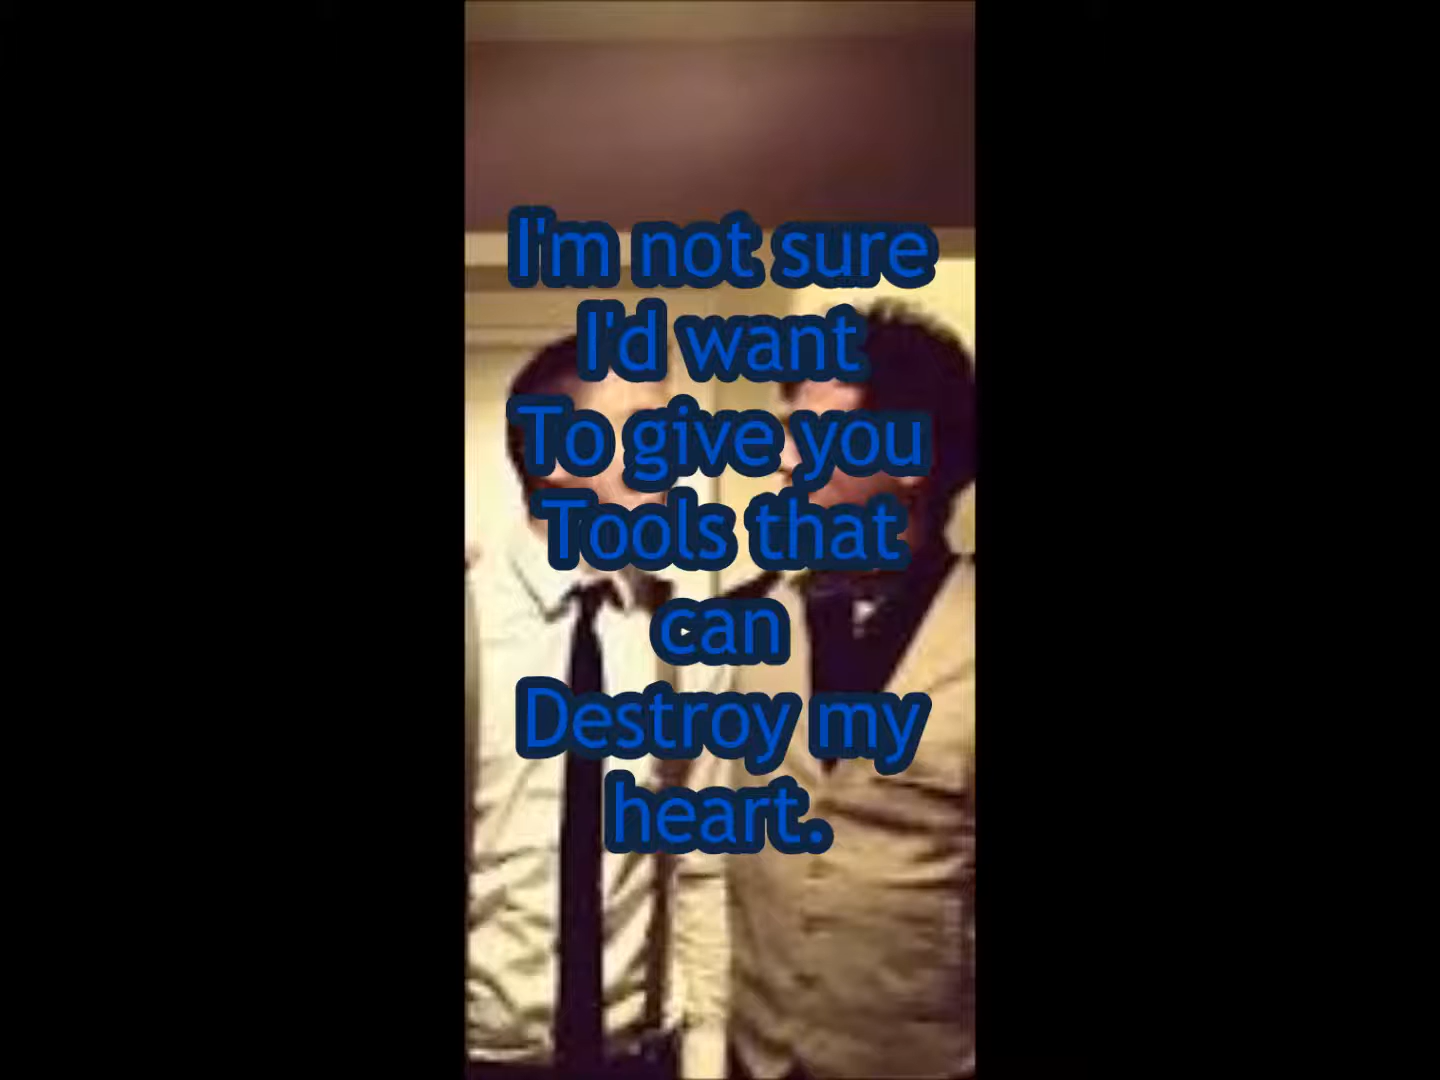 I'm not sure
I'd want
To give you
Tools that
can
Destroy my
heart.